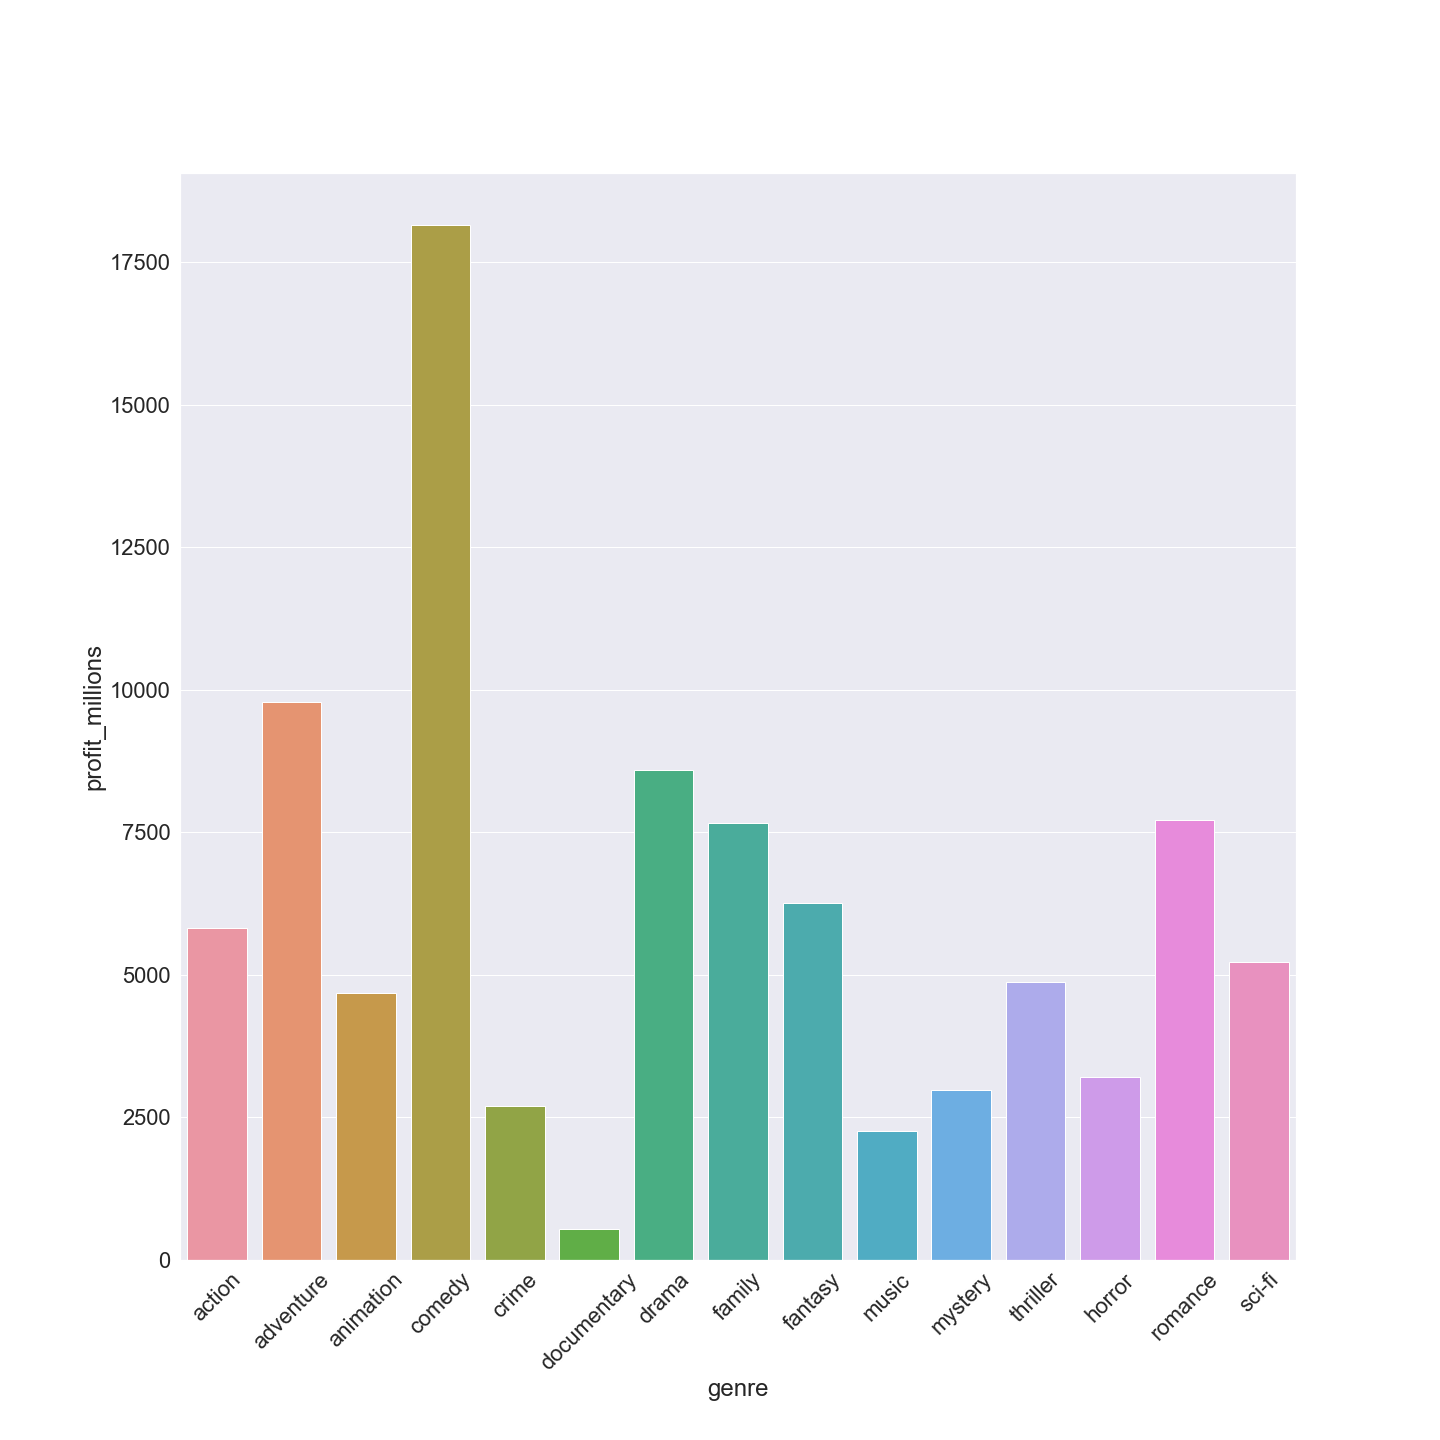 17500
15000
12500
10000
7500
5000
2500
0
profit_millions
action
adventure
animation
comedy
crime
documentary
drama
family
fantasy
music
mystery
thriller
horror
romance
sci-fi
genre